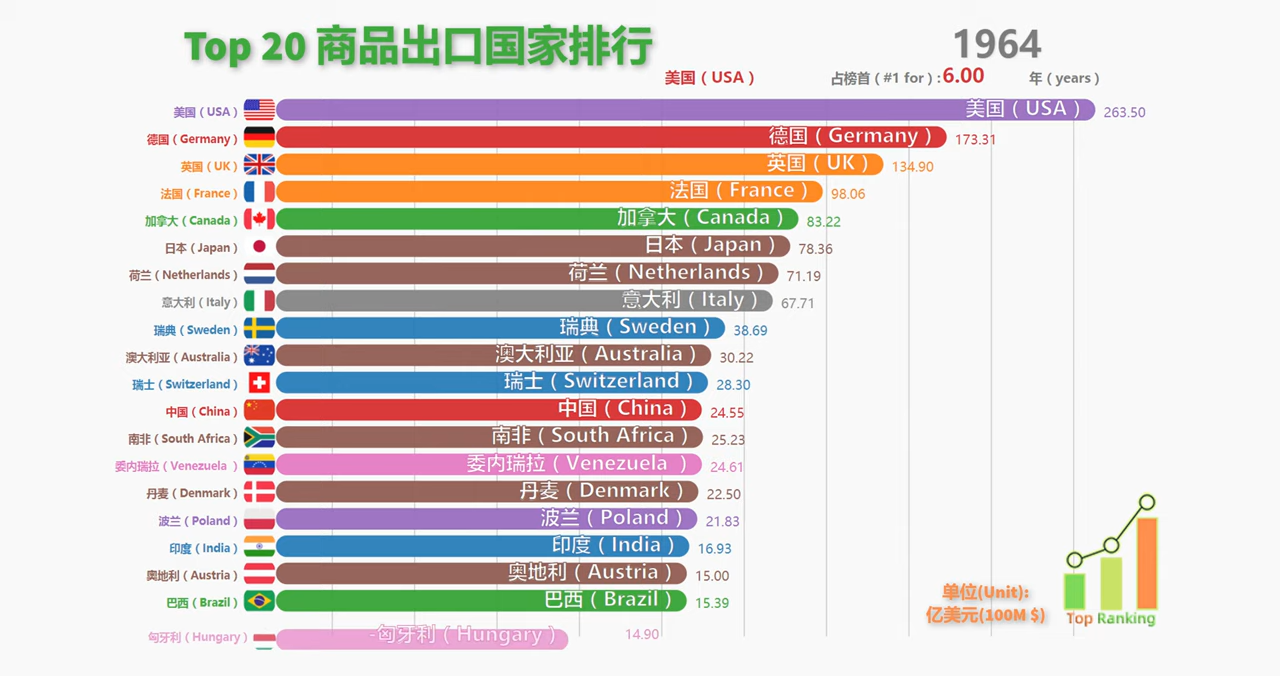 Top 20 商品出口国家排行
1964
美国（USA） 占榜首（#1 for）: 6.00 年（years）
美国（USA） 美国（USA） 263.50
德国（Germany） 德国（Germany） 173.31
英国（UK） 英国（UK） 134.90
法国（France） 法国（France） 98.06
加拿大（Canada） 加拿大（Canada） 83.22
日本（Japan） 日本（Japan） 78.36
荷兰（Netherlands） 荷兰（Netherlands） 71.19
意大利（Italy） 意大利（Italy） 67.71
瑞典（Sweden） 瑞典（Sweden） 38.69
澳大利亚（Australia） 澳大利亚（Australia） 30.22
瑞士（Switzerland） 瑞士（Switzerland） 28.30
中国（China） 中国（China） 24.55
南非（South Africa） 南非（South Africa） 25.23
委内瑞拉（Venezuela ） 委内瑞拉（Venezuela ） 24.61
丹麦（Denmark） 丹麦（Denmark） 22.50
波兰（Poland） 波兰（Poland） 21.83
印度（India） 印度（India） 16.93
奥地利（Austria） 奥地利（Austria） 15.00
巴西（Brazil） 巴西（Brazil） 15.39
匈牙利（Hungary） -匈牙利（Hungary） 14.90
单位(Unit):
亿美元(100M $)
Top Ranking